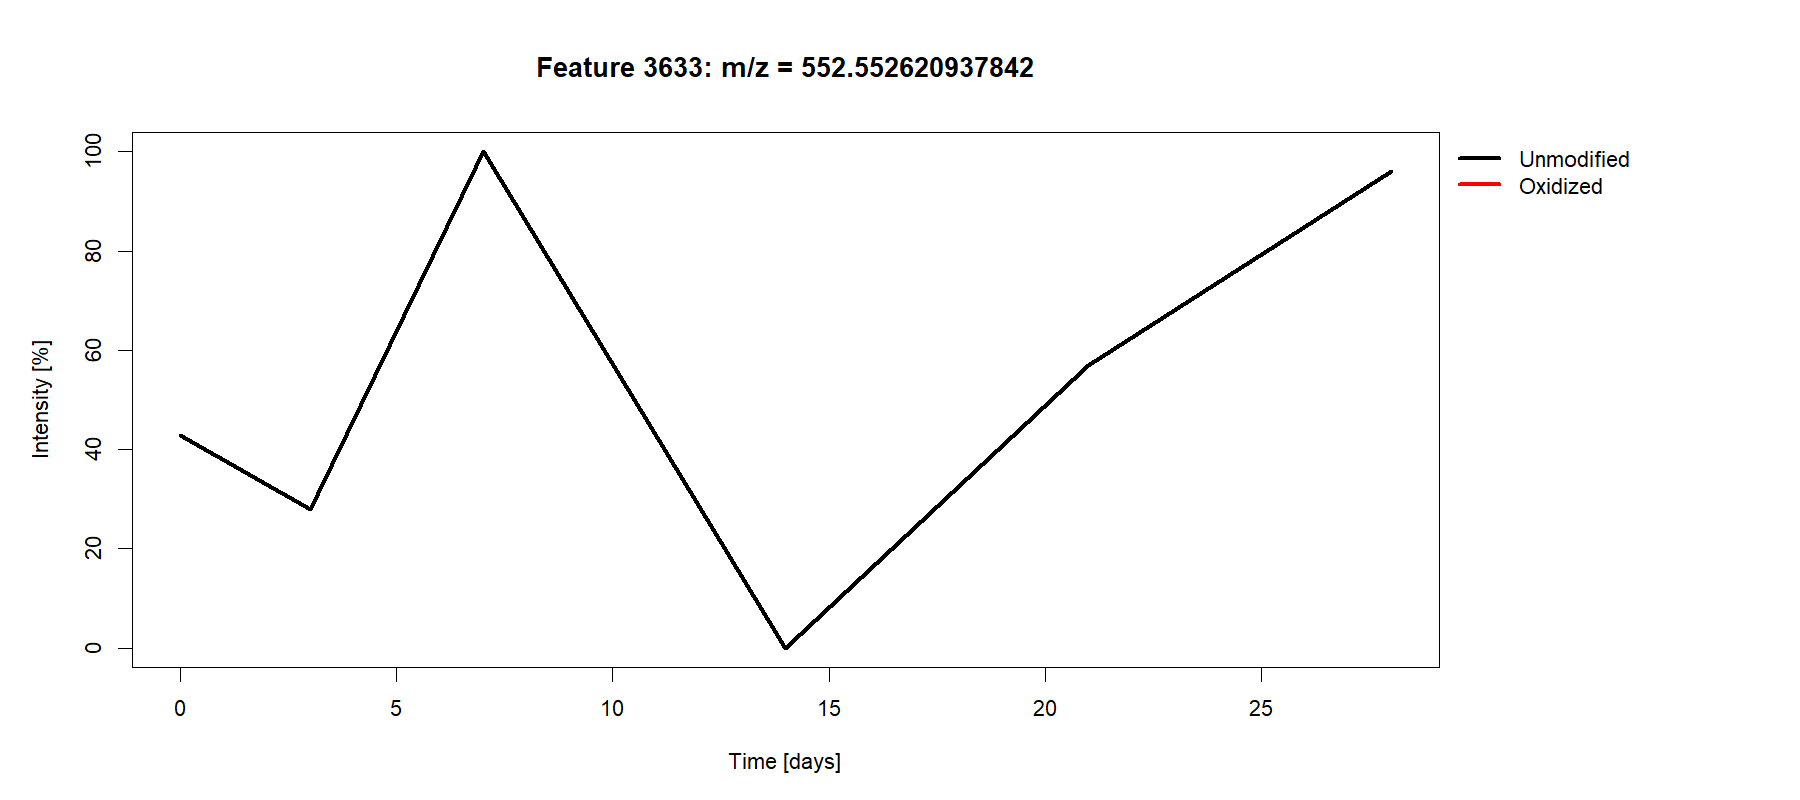 Feature 3633: m/z = 552.552620937842
Unmodified
Oxidized
Intensity [%]
100
80
60
40
20
0
0 5 10 15 20 25
Time [days]